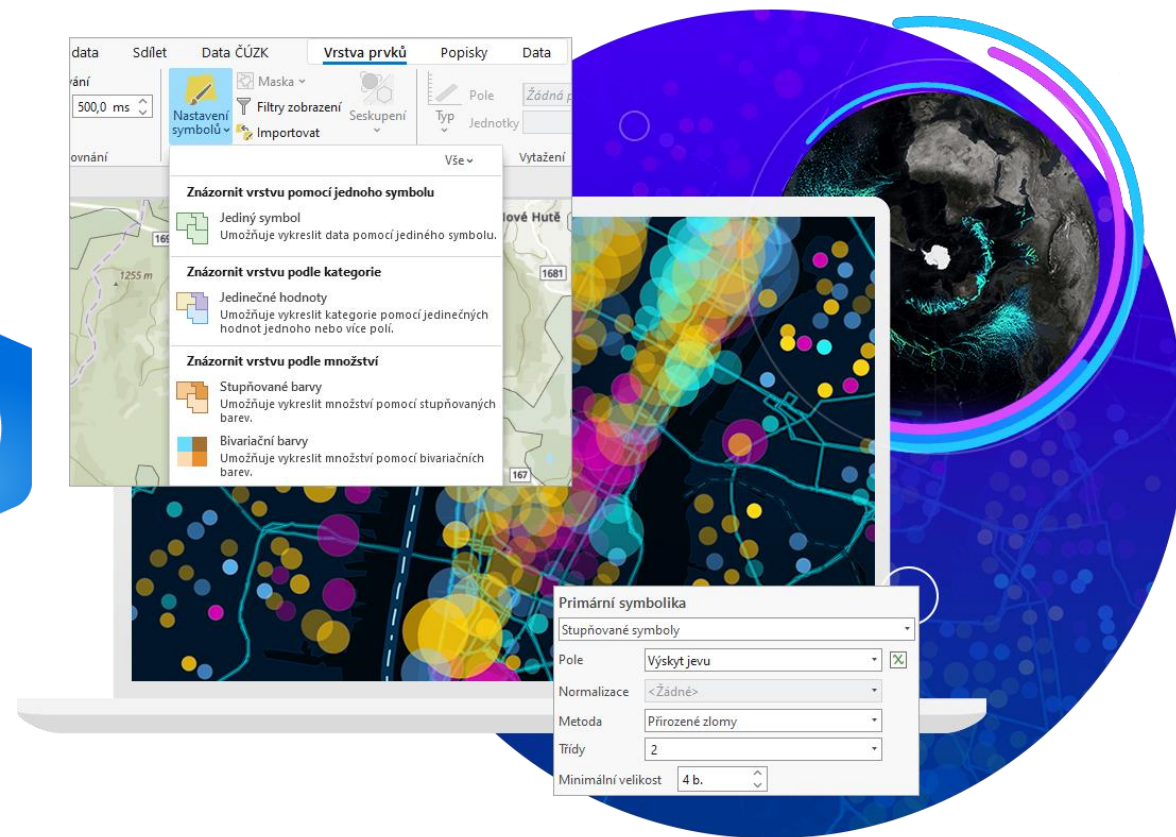 data Sdílet Data ČÚZK Vrstva prvků Popisky Data
Maska
500,0 ms
Filtry zobrazení
Nastavení symbolů
Importovat
Seskupení
Typ
Pole
Jednotky
Vytažení
Vše
Znázornit vrstvu pomocí jednoho symbolu
Jediný symbol
Umožňuje vykreslit data pomocí jediného symbolu.
Znázornit vrstvu podle kategorie
Jedinečné hodnoty
Umožňuje vykreslit kategorie pomocí jedinečných
hodnot jednoho nebo více polí.
Znázornit vrstvu podle množství
Stupňované barvy
Umožňuje vykreslit množství pomocí stupňovaných
barev.
Bivariační barvy
Umožňuje vykreslit množství pomocí bivariačních
barev.
1255 m
Hutě
1681
167
Primární symbolika
Stupňované symboly
Pole Výskyt jevu
Normalizace <Žádné>
Metoda Přirozené zlomy
Třídy 2
Minimální velikost 4 b.